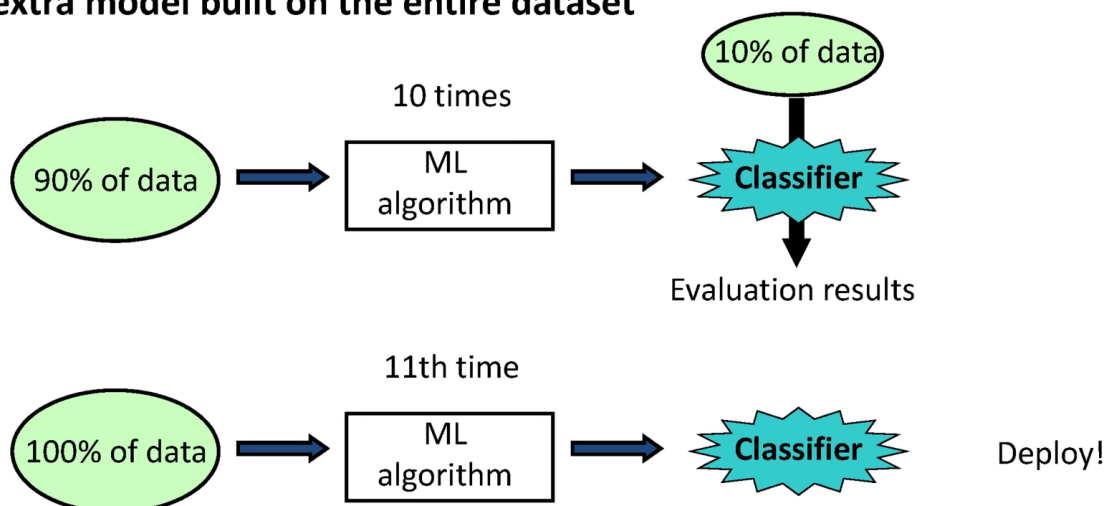 extra model built on the entire dataset
10% of data
10 times
90% of data
ML
algorithm
Classifier
Evaluation results
11th time
100% of data
ML
algorithm
Classifier
Deploy!